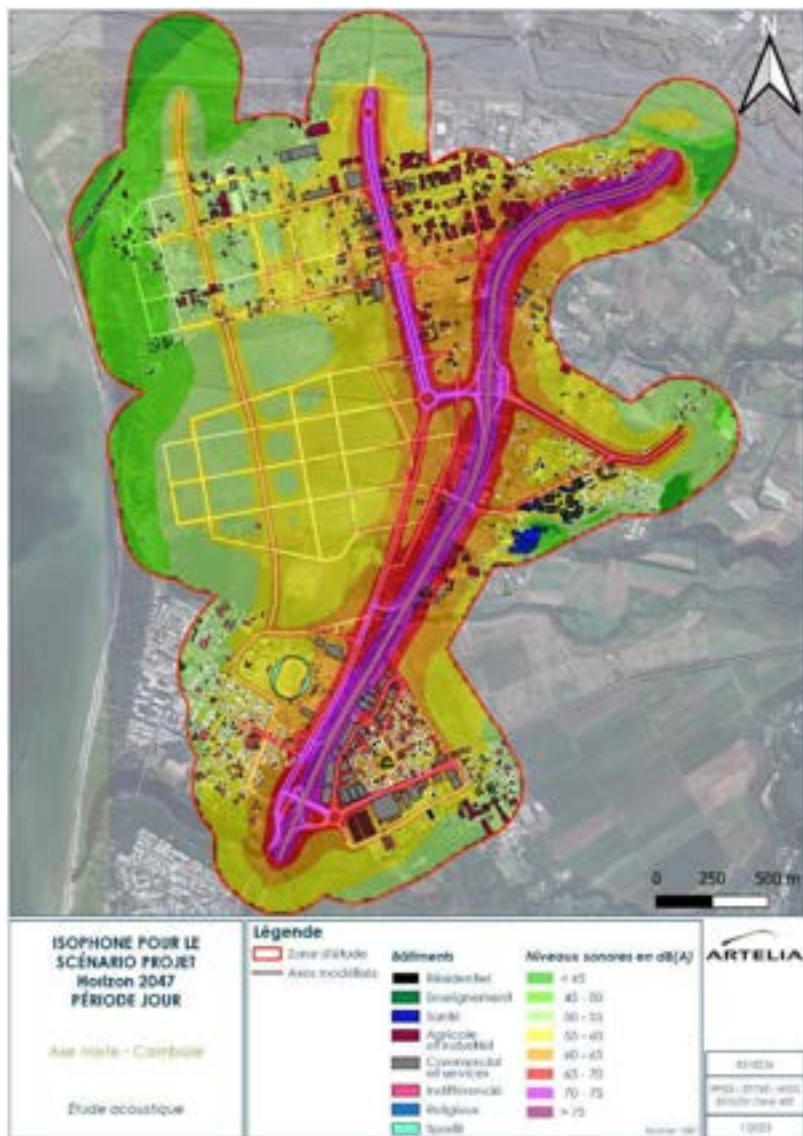 N
0 250 500 m
ISOPHONE POUR LE
SCÉNARIO PROJET
Horizon 2047
PÉRIODE JOUR
Axe mixte - Cambaie
Étude acoustique
Légende
Zone d'étude
Axes modélisés
Bâtiments
Résidentiel
Enseignement
Santé
Agricole
et industriel
Commercial
et services
Indifférencié
Religieux
Sportif
Niveaux sonores en dB(A)
< 45
45 - 50
50 - 55
55 - 60
60 - 65
65 - 70
70 - 75
> 75
ARTELIA